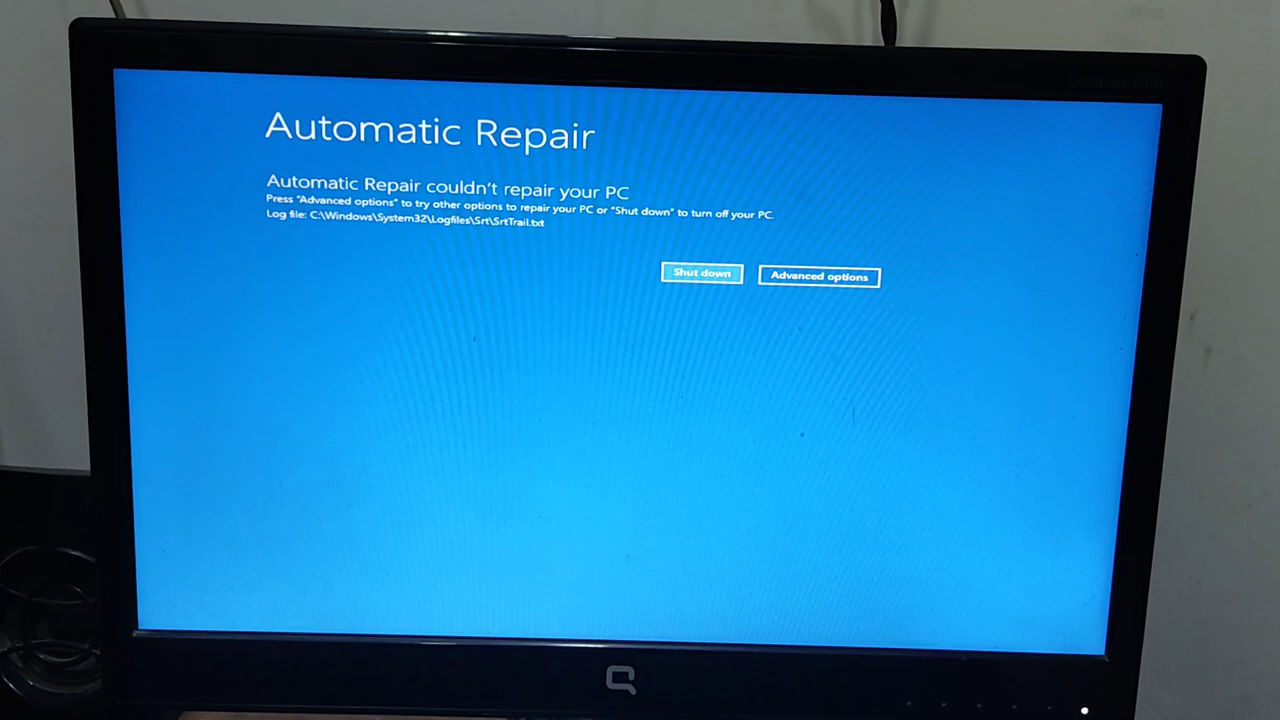 Automatic Repair
Automatic Repair couldn't repair your PC
Press "Advanced options" to try other options to repair your PC or "Shut down" to turn off your PC.
Log file: C:\Windows\System32\Logfiles\Srt\SrtTrail.txt
Shut down
Advanced options